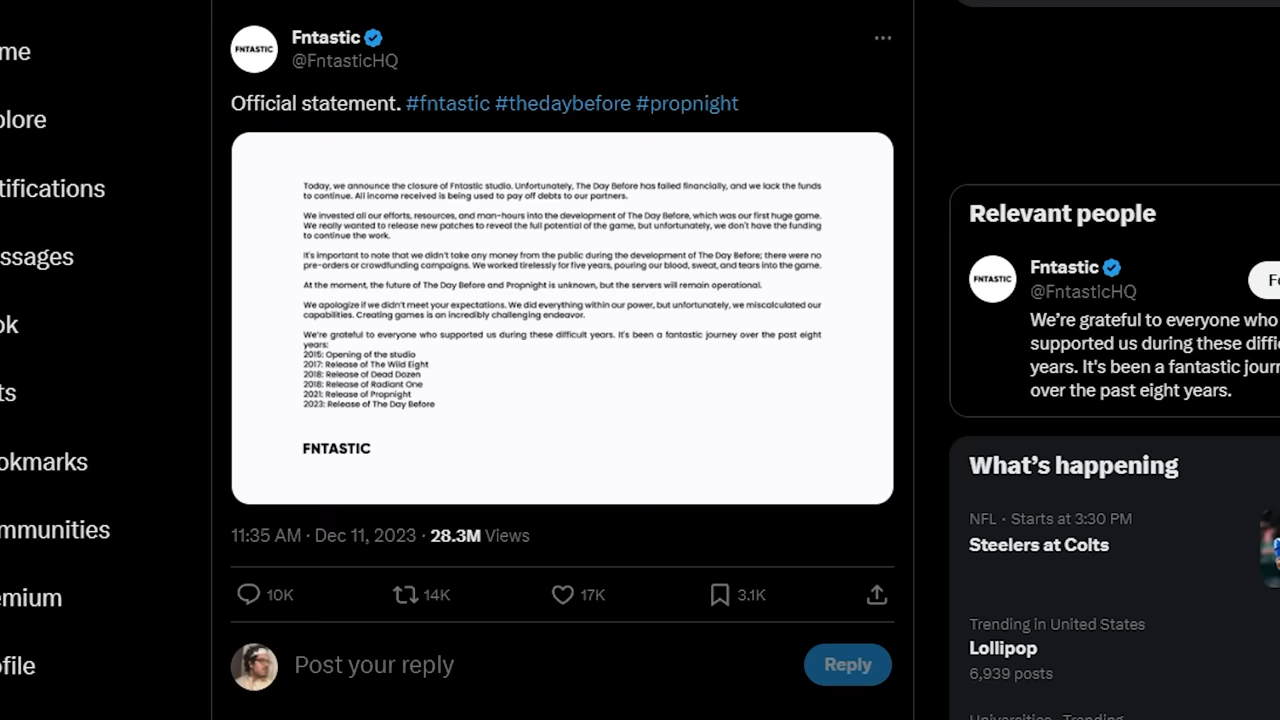 me
plore
tifications
ssages
ok
ts
okmarks
mmunities
emium
file
FNTASTIC
Fntastic
@FntasticHQ
Official statement. #fntastic #thedaybefore #propnight
Today, we announce the closure of Fntastic studio. Unfortunately, The Day Before has failed financially, and we lack the funds
to continue. All income received is being used to pay off debts to our partners.
We invested all our efforts, resources, and man-hours into the development of The Day Before, which was our first huge game.
We really wanted to release new patches to reveal the full potential of the game, but unfortunately, we don't have the funding
to continue the work.
It's important to note that we didn't take any money from the public during the development of The Day Before; there were no
pre-orders or crowdfunding campaigns. We worked tirelessly for five years, pouring our blood, sweat, and tears into the game.
At the moment, the future of The Day Before and Propnight is unknown, but the servers will remain operational.
We apologize if we didn't meet your expectations. We did everything within our power, but unfortunately, we miscalculated our
capabilities. Creating games is an incredibly challenging endeavor.
We're grateful to everyone who supported us during these difficult years. It's been a fantastic journey over the past eight
years:
2015: Opening of the studio
2017: Release of The Wild Eight
2018: Release of Dead Dozen
2018: Release of Radiant One
2021: Release of Propnight
2023: Release of The Day Before
FNTASTIC
11:35 AM · Dec 11, 2023 · 28.3M Views
10K 14K 17K 3.1K
Post your reply
Reply
Relevant people
FNTASTIC
Fntastic
@FntasticHQ
Fo
We're grateful to everyone who
supported us during these diffi
years. It's been a fantastic jour
over the past eight years.
What's happening
NFL · Starts at 3:30 PM
Steelers at Colts
Trending in United States
Lollipop
6,939 posts